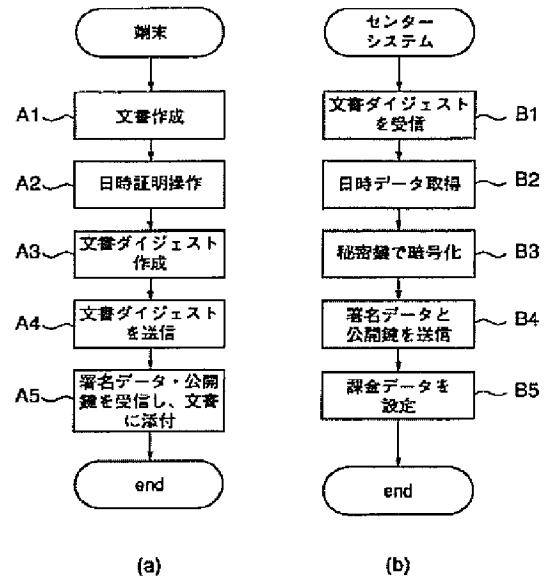 端末
A1
文書作成
A2
日時証明操作
A3
文書ダイジェスト
作成
A4
文書ダイジェスト
を送信
A5
署名データ・公開
鍵を受信し、文書
に添付
end
(a)
センター
システム
文書ダイジェスト
を受信
B1
日時データ取得
B2
秘密鍵で暗号化
B3
署名データと
公開鍵を送信
B4
課金データを
設定
B5
end
(b)